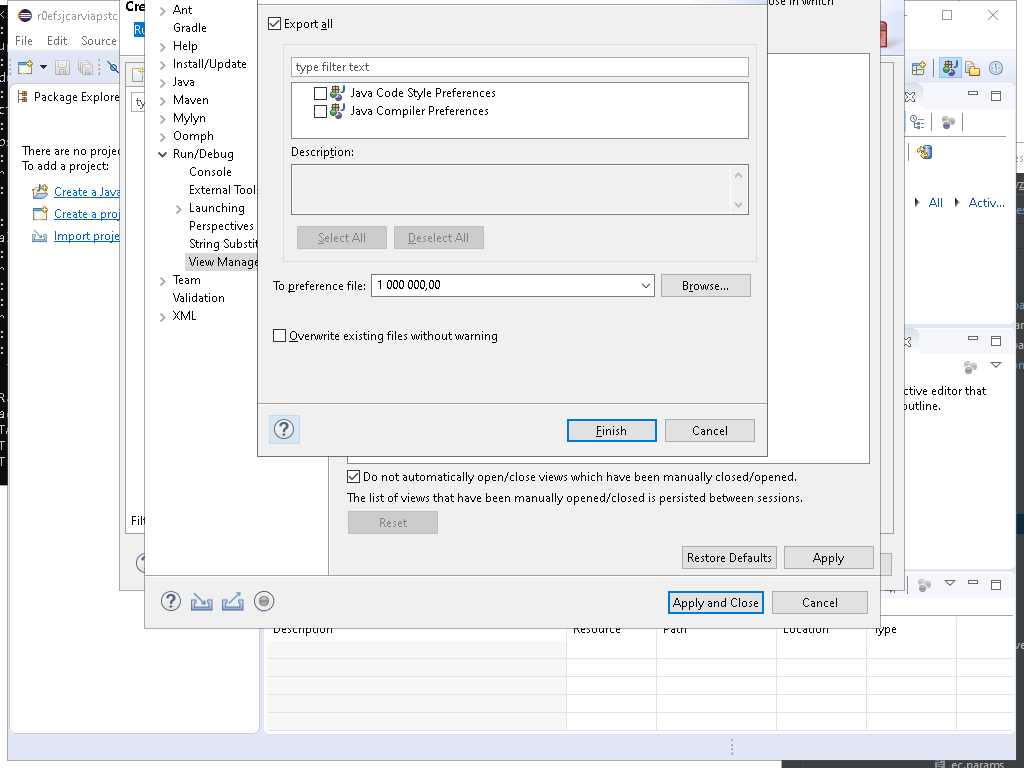 r0efsjcarviapstc
Cre
Ru
File Edit Source
Package Explore
There are no proje
To add a project:
Create a Java
Create a proj
Import proje
Ant
Gradle
Help
Install/Update
Java
Maven
Mylyn
Oomph
Run/Debug
Console
External Tool
Launching
Perspectives
String Substit
View Manage
Team
Validation
XML
Export all
type filter text
Java Code Style Preferences
Java Compiler Preferences
Description:
Select All Deselect All
To preference file: 1 000 000,00 Browse...
Overwrite existing files without warning
Finish Cancel
Do not automatically open/close views which have been manually closed/opened.
The list of views that have been manually opened/closed is persisted between sessions.
Reset
Restore Defaults Apply
Apply and Close Cancel
All Activ...
ctive editor that
outline.
Description Resource Path Location Type
ec.params